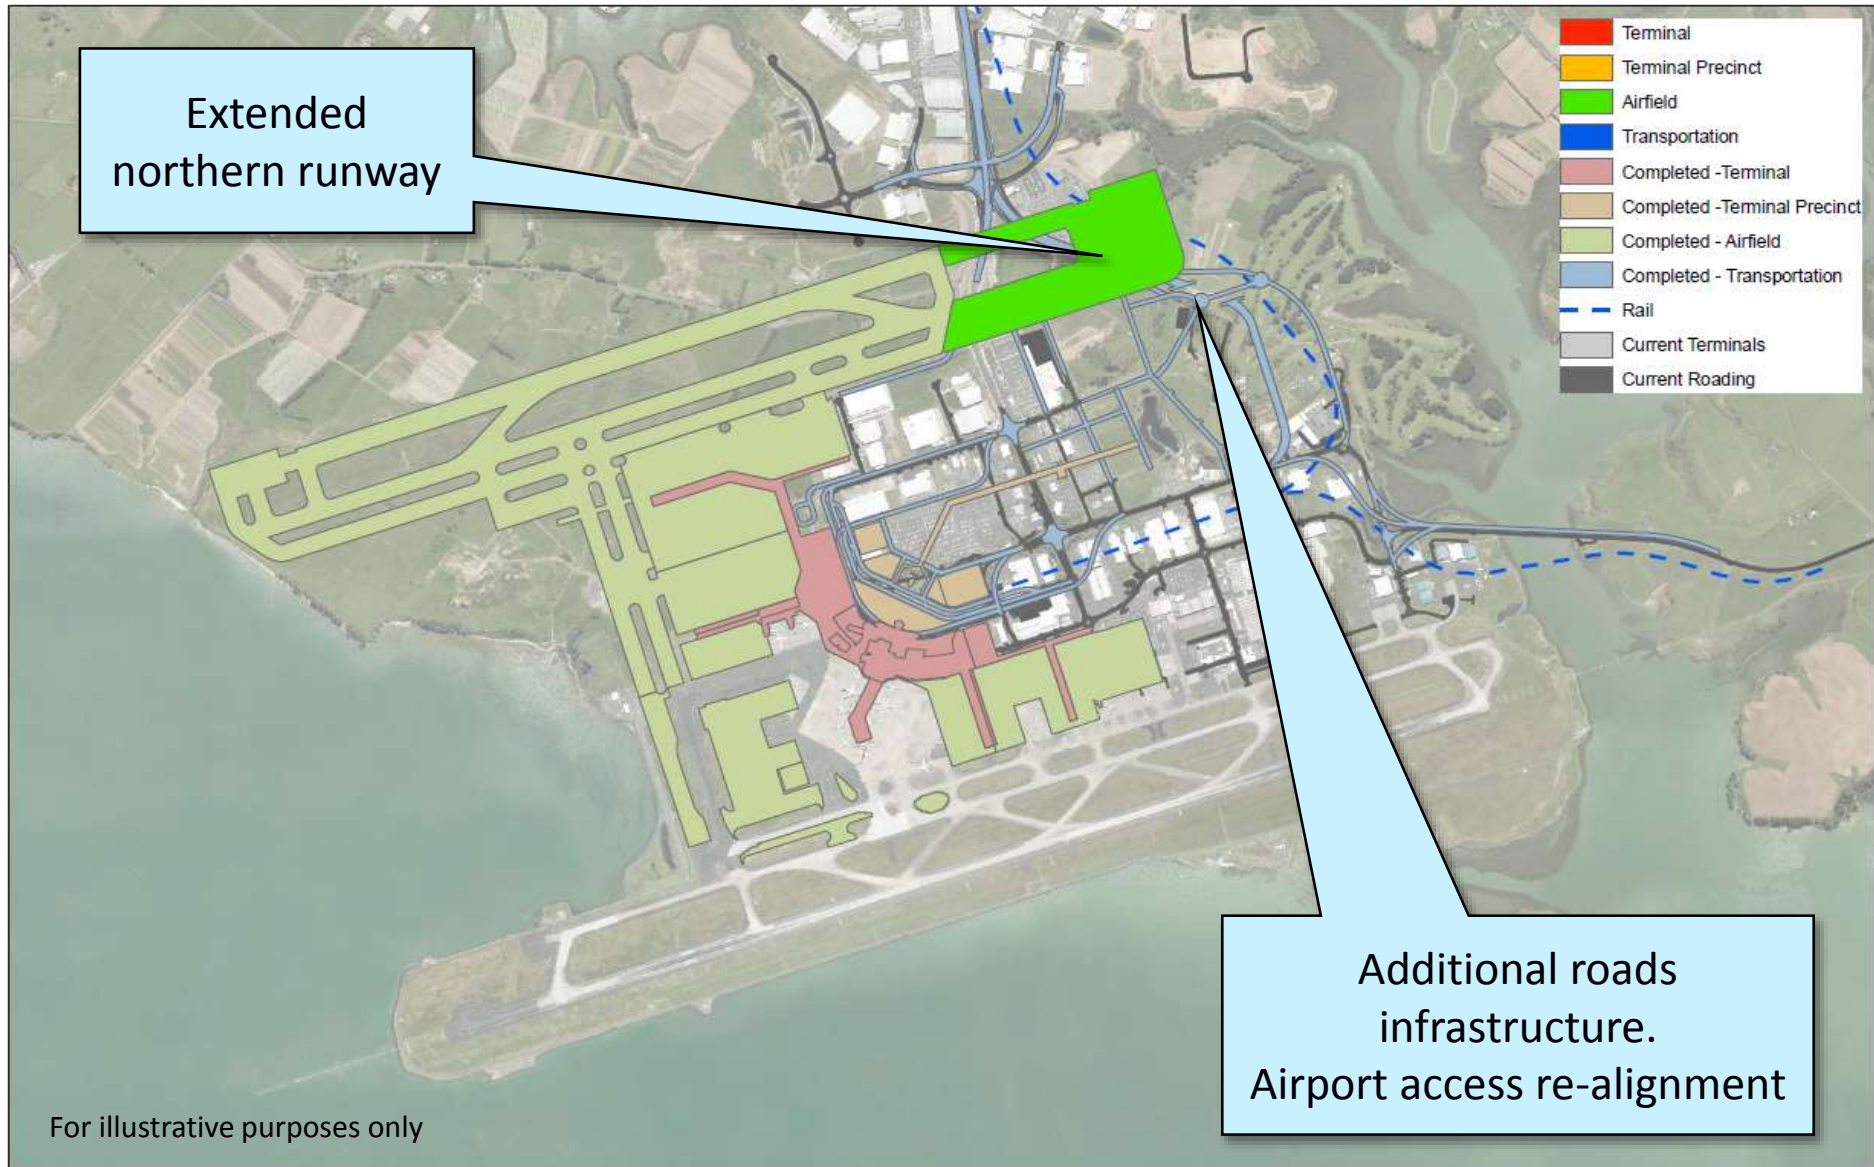 Extended
northern runway
Terminal
Terminal Precinct
Airfield
Transportation
Completed -Terminal
Completed -Terminal Precinct
Completed - Airfield
Completed - Transportation
Rail
Current Terminals
Current Roading
Additional roads
infrastructure.
Airport access re-alignment
For illustrative purposes only